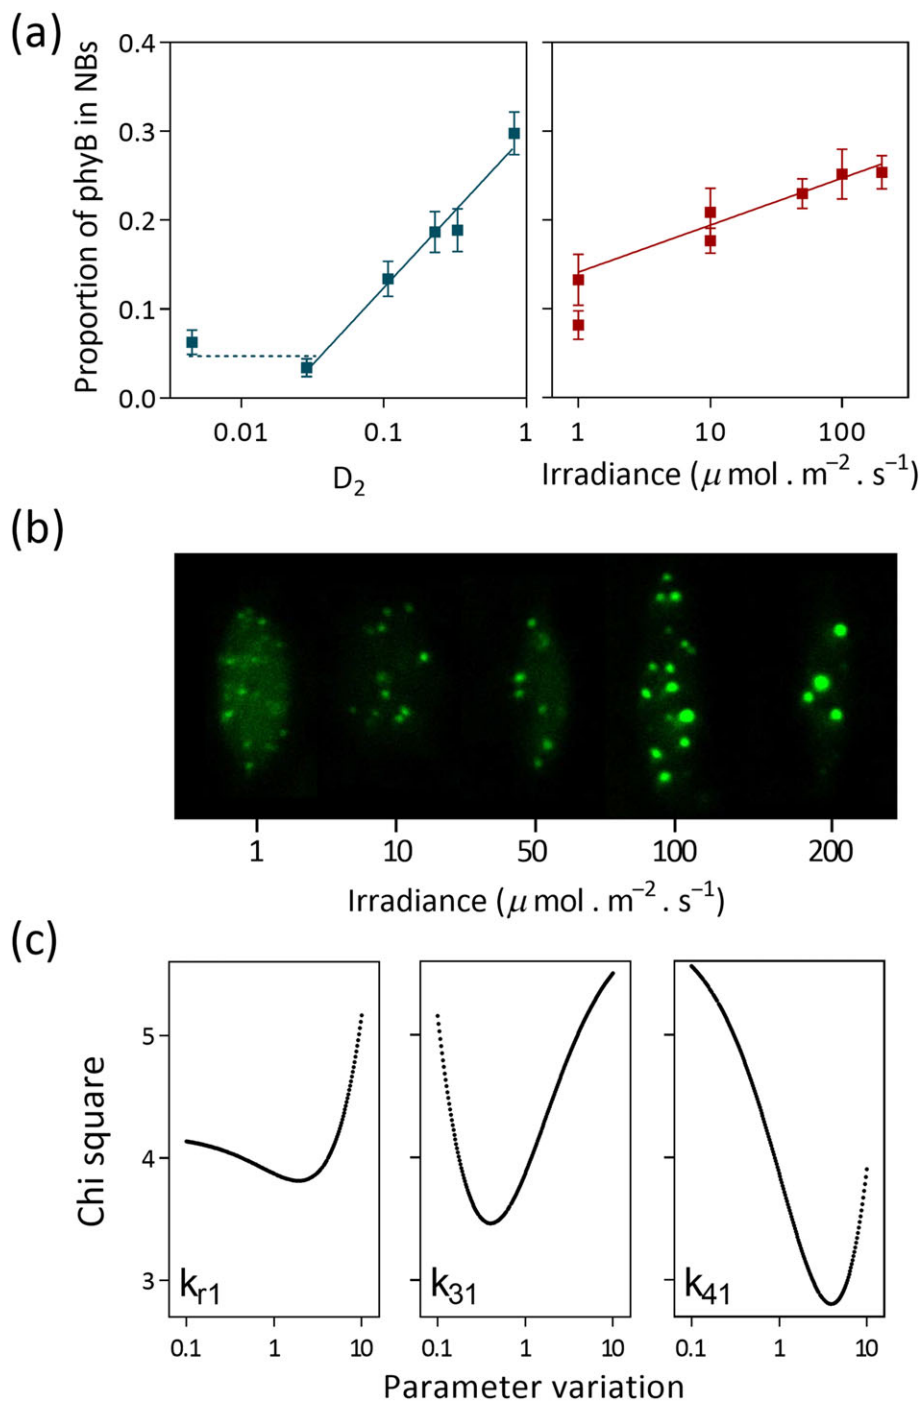 (a)
Proportion of phyB in NBs
0.4
0.3
0.2
0.1
0.0
0.01 0.1 1
D₂
1 10 100
Irradiance (μ mol . m⁻² . s⁻¹)
(b)
1 10 50 100 200
Irradiance (μ mol . m⁻² . s⁻¹)
(c)
Chi square
5
4
3
kᵣ₁
k₃₁
k₄₁
0.1 1 10
0.1 1 10
0.1 1 10
Parameter variation